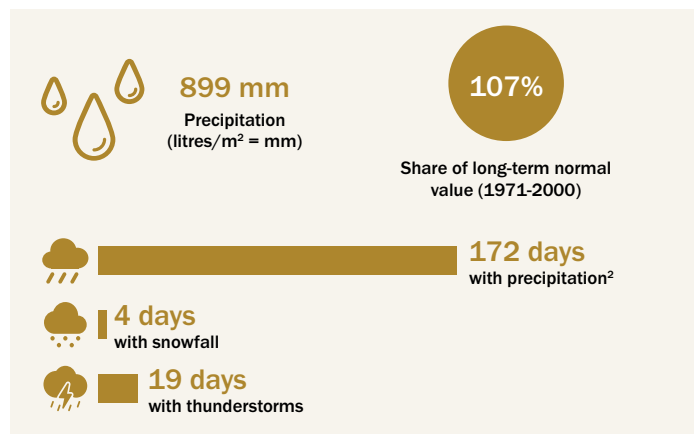 899 mm
Precipitation
(litres/m² = mm)
107%
Share of long-term normal
value (1971-2000)
172 days
with precipitation²
4 days
with snowfall
19 days
with thunderstorms